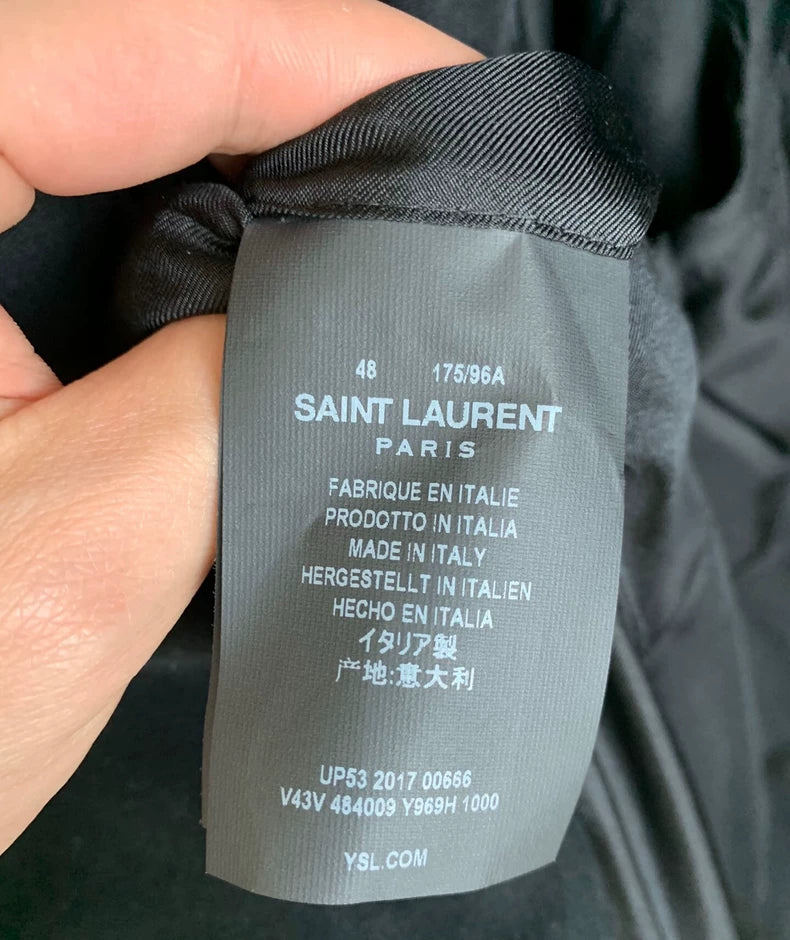 48 175/96A
SAINT LAURENT
PARIS
FABRIQUE EN ITALIE
PRODOTTO IN ITALIA
MADE IN ITALY
HERGESTELLT IN ITALIEN
HECHO EN ITALIA
イタリア製
产地:意大利
UP53 2017 00666
V43V 484009 Y969H 1000
YSL.COM